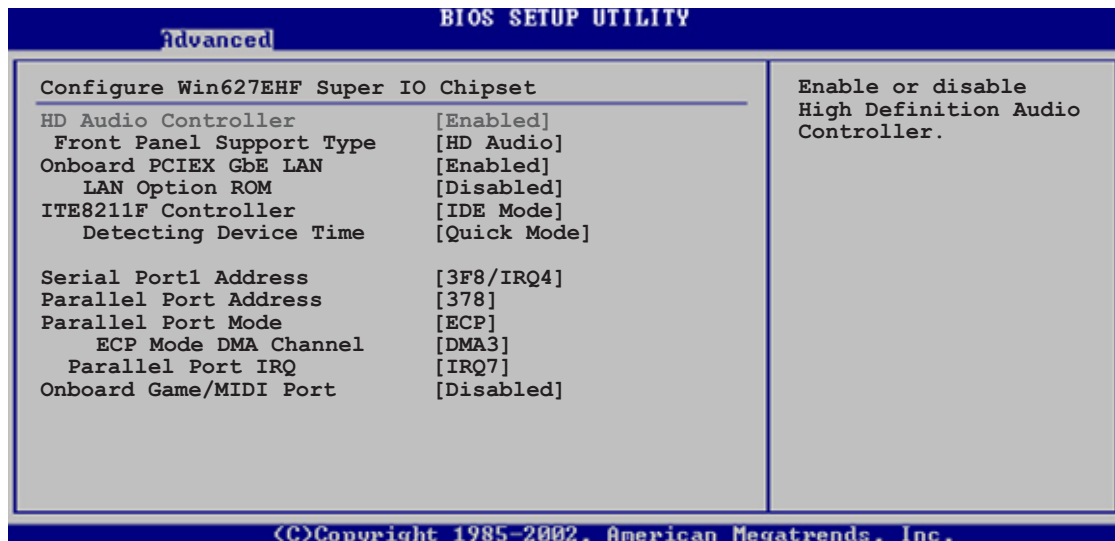 BIOS SETUP UTILITY
Advanced
Configure Win627EHF Super IO Chipset
HD Audio Controller [Enabled]
Front Panel Support Type [HD Audio]
Onboard PCIEX GbE LAN [Enabled]
LAN Option ROM [Disabled]
ITE8211F Controller [IDE Mode]
Detecting Device Time [Quick Mode]
Serial Port1 Address [3F8/IRQ4]
Parallel Port Address [378]
Parallel Port Mode [ECP]
ECP Mode DMA Channel [DMA3]
Parallel Port IRQ [IRQ7]
Onboard Game/MIDI Port [Disabled]
Enable or disable
High Definition Audio
Controller.
(C)Copyright 1985-2002, American Megatrends, Inc.